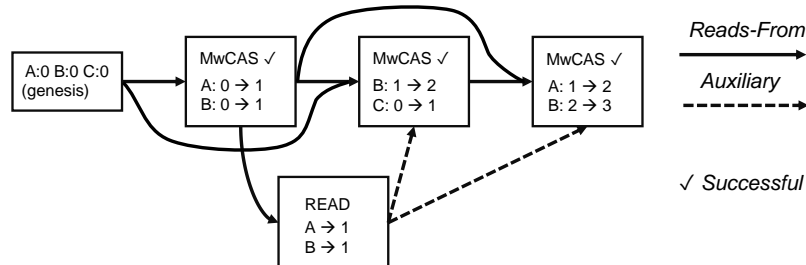 A:0 B:0 C:0
(genesis)
MwCAS ✓
A: 0 → 1
B: 0 → 1
MwCAS ✓
B: 1 → 2
C: 0 → 1
MwCAS ✓
A: 1 → 2
B: 2 → 3
READ
A → 1
B → 1
Reads-From
Auxiliary
✓ Successful